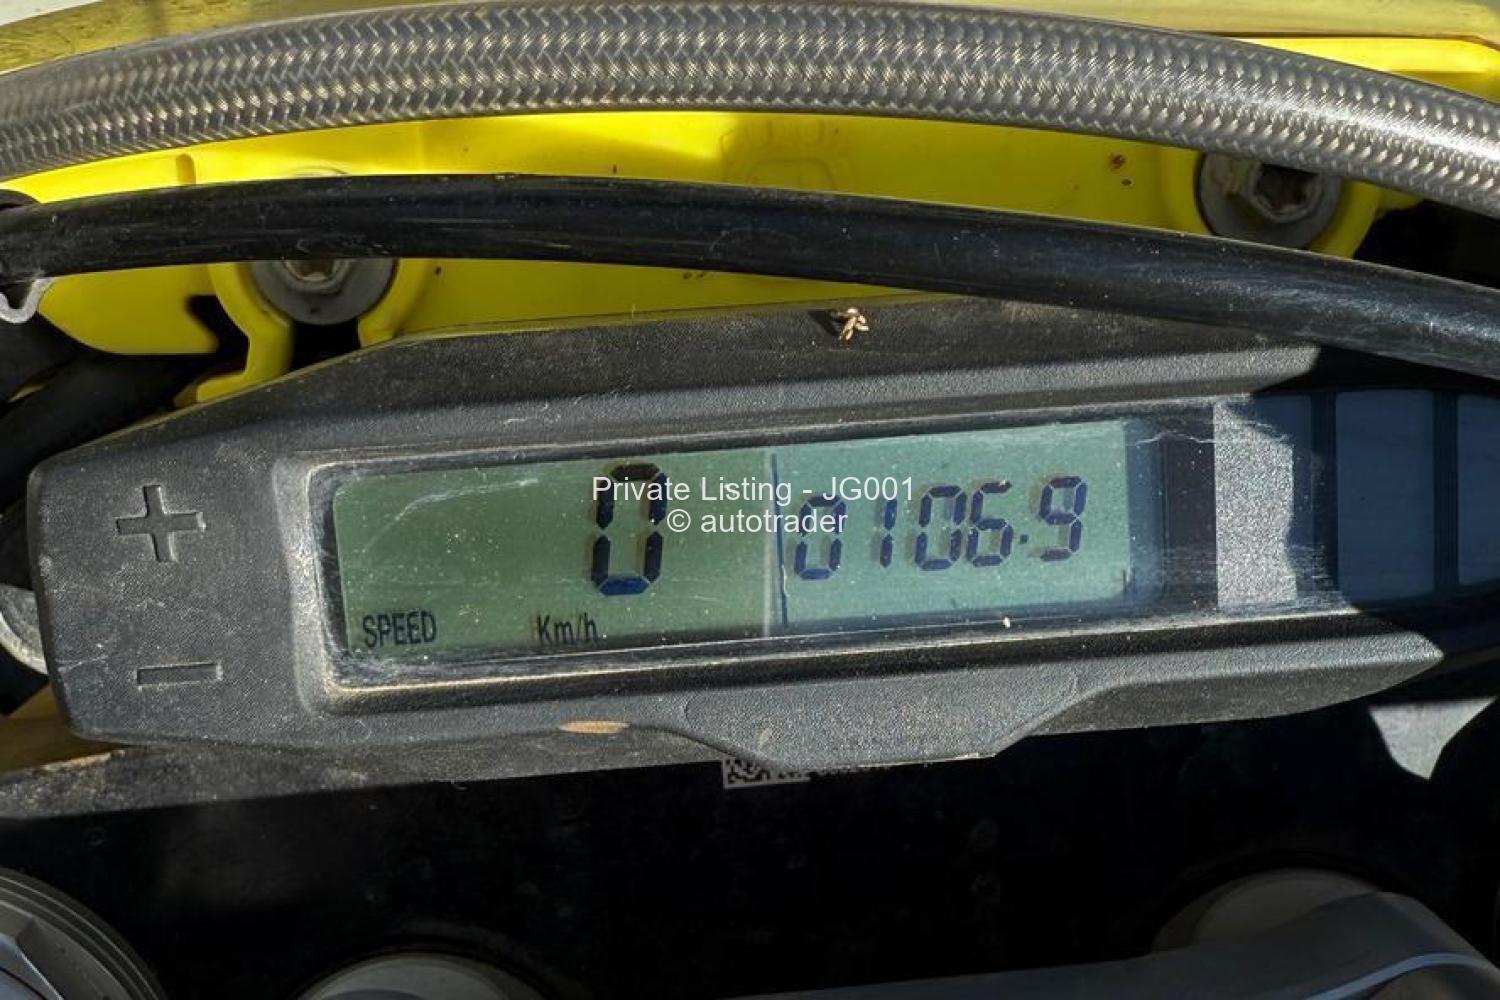 Private Listing - JG001
© autotrader
0
0106.9
SPEED
Km/h
+
-